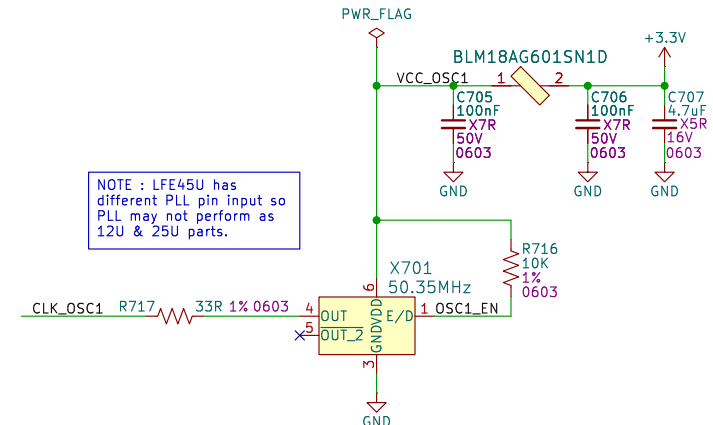 PWR_FLAG
+3.3V
BLM18AG601SN1D
VCC_OSC1
1
2
C705
100nF
X7R
50V
0603
C706
100nF
X7R
50V
0603
C707
4.7uF
X5R
16V
0603
GND
GND
GND
NOTE : LFE45U has
different PLL pin input so
PLL may not perform as
12U & 25U parts.
R716
10K
1%
0603
X701
50.35MHz
6
CLK_OSC1
R717
33R
1%
0603
4
OUT
5
OUT_2
VDD
GND
E/D
1
OSC1_EN
3
GND